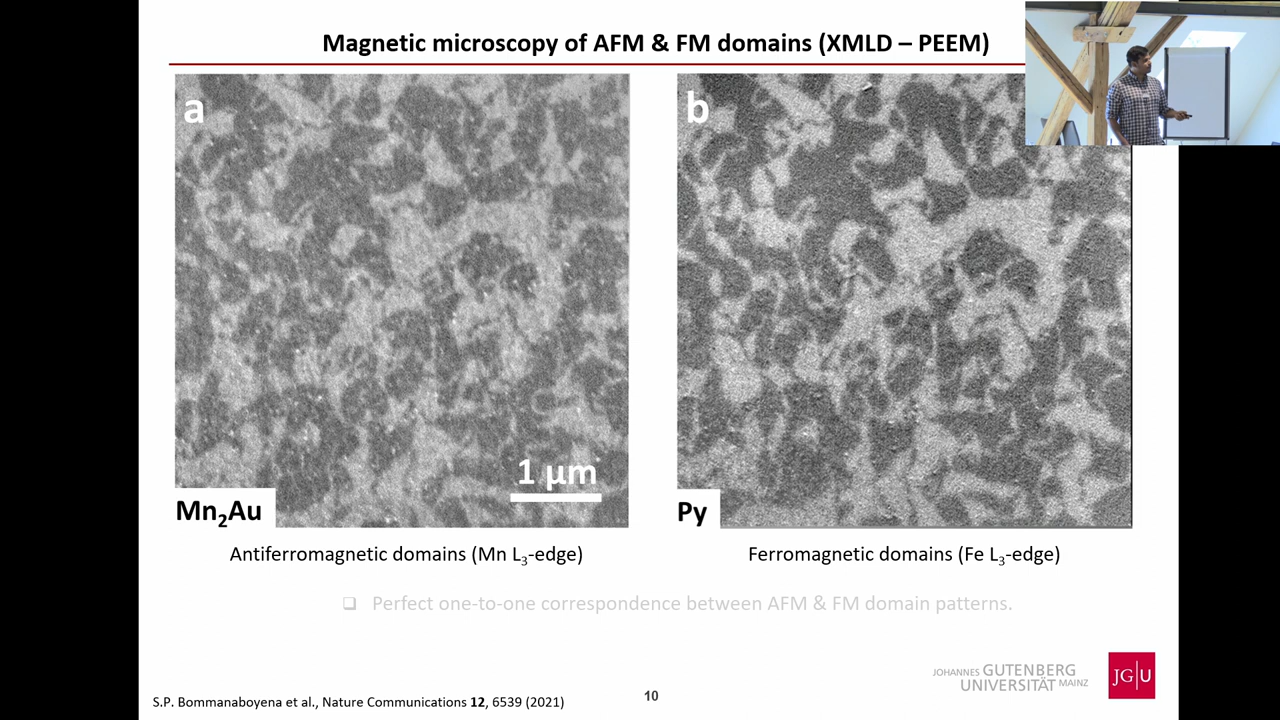 Magnetic microscopy of AFM & FM domains (XMLD – PEEM)
a
b
1 µm
Mn₂Au
Py
Antiferromagnetic domains (Mn L₃-edge)
Ferromagnetic domains (Fe L₃-edge)
❑ Perfect one-to-one correspondence between AFM & FM domain patterns.
JOHANNES GUTENBERG
UNIVERSITÄT MAINZ
JG|U
S.P. Bommanaboyena et al., Nature Communications 12, 6539 (2021)
10